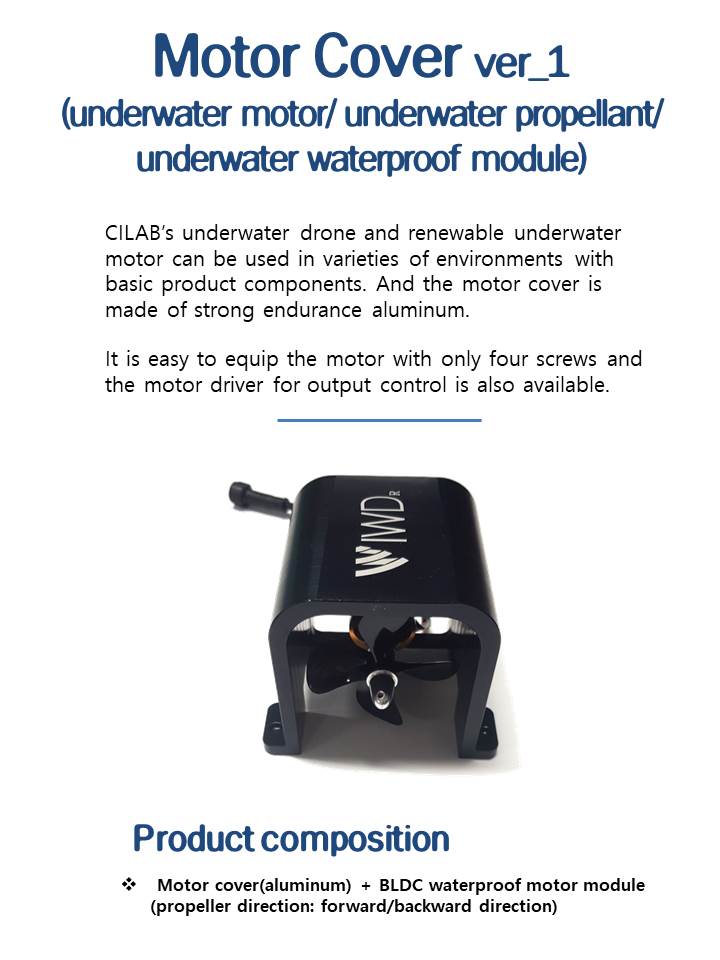 Motor Cover ver_1
(underwater motor/ underwater propellant/
underwater waterproof module)
CILAB’s underwater drone and renewable underwater
motor can be used in varieties of environments with
basic product components. And the motor cover is
made of strong endurance aluminum.
It is easy to equip the motor with only four screws and
the motor driver for output control is also available.
IWD R
Product composition
❖ Motor cover(aluminum) + BLDC waterproof motor module
(propeller direction: forward/backward direction)